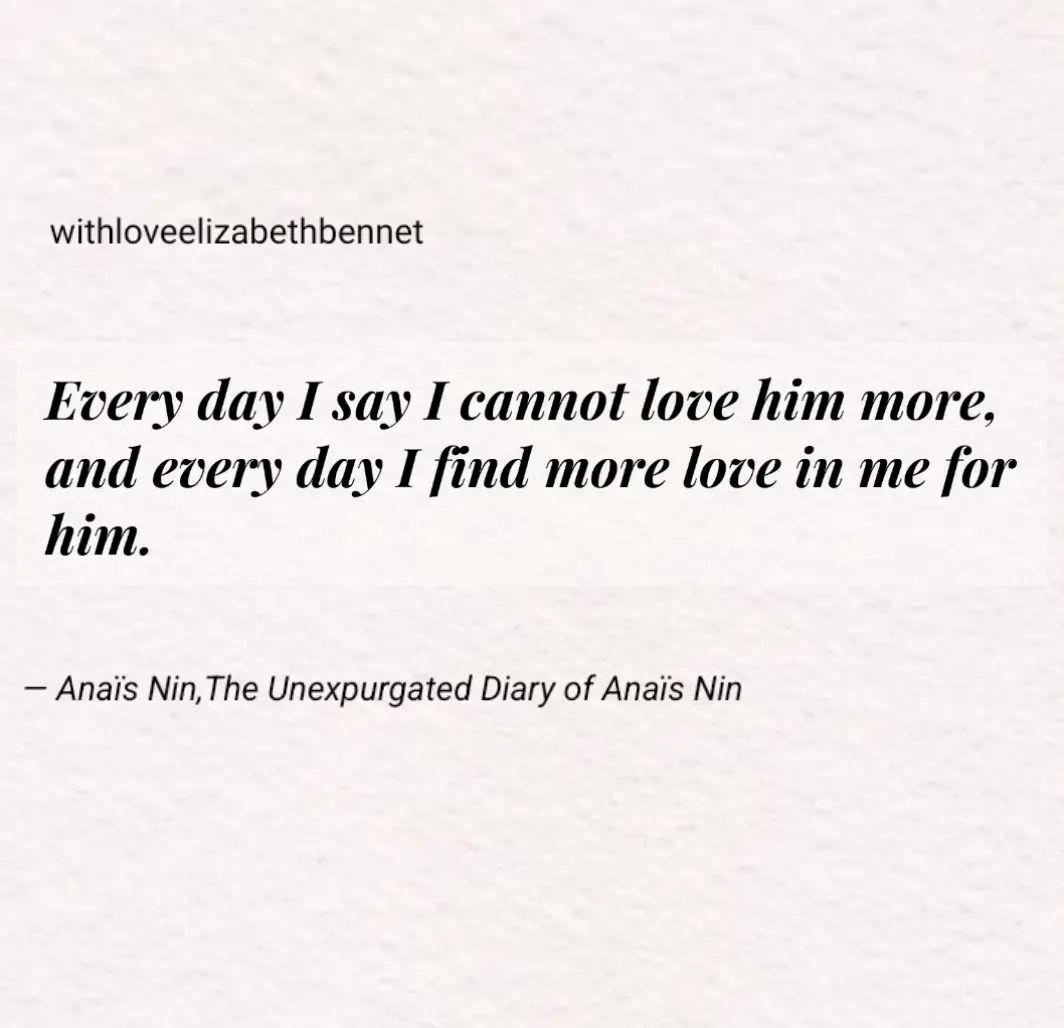 withloveelizabethbennet
Every day I say I cannot love him more,
and every day I find more love in me for
him.
— Anaïs Nin,The Unexpurgated Diary of Anaïs Nin